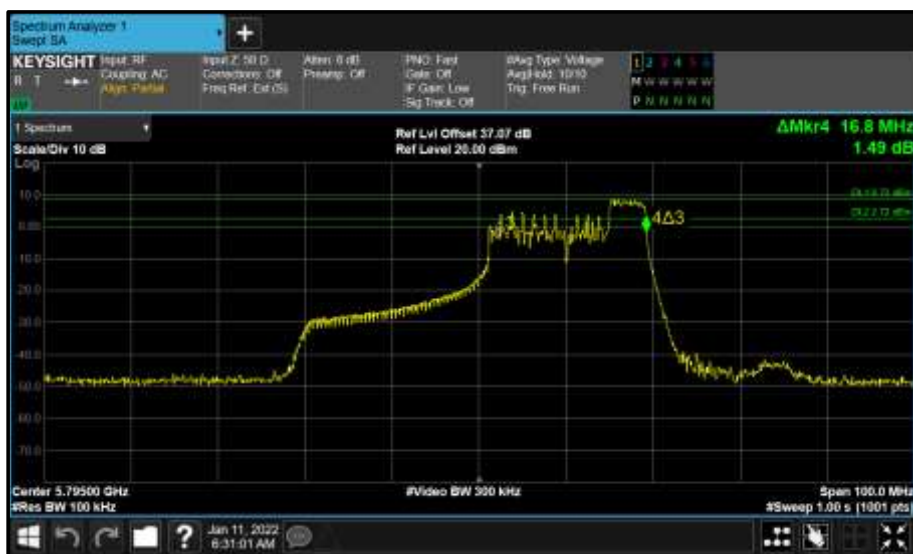 Spectrum Analyzer 1
Swept SA
KEYSIGHT Input: RF
R T Coupling: AC
Align: Partial
Input Z: 50 Ω
Corrections: Off
Freq Ref: Ext (S)
Atten: 0 dB
Preamp: Off
PNO: Fast
Gate: Off
IF Gain: Low
Sig Track: Off
#Avg Type: Voltage
Avg|Hold: 10/10
Trig: Free Run
1 2 3 4 5 6
M W W W W W
P N N N N N
1 Spectrum
Scale/Div 10 dB
Ref Lvl Offset 37.07 dB
Ref Level 20.00 dBm
ΔMkr4 16.8 MHz
1.49 dB
Log
10.0
0.00
-10.0
-20.0
-30.0
-40.0
-50.0
-60.0
-70.0
4Δ3
Center 5.79500 GHz
#Res BW 100 kHz
#Video BW 300 kHz
Span 100.0 MHz
#Sweep 1.00 s (1001 pts)
?
Jan 11, 2022
6:31:01 AM